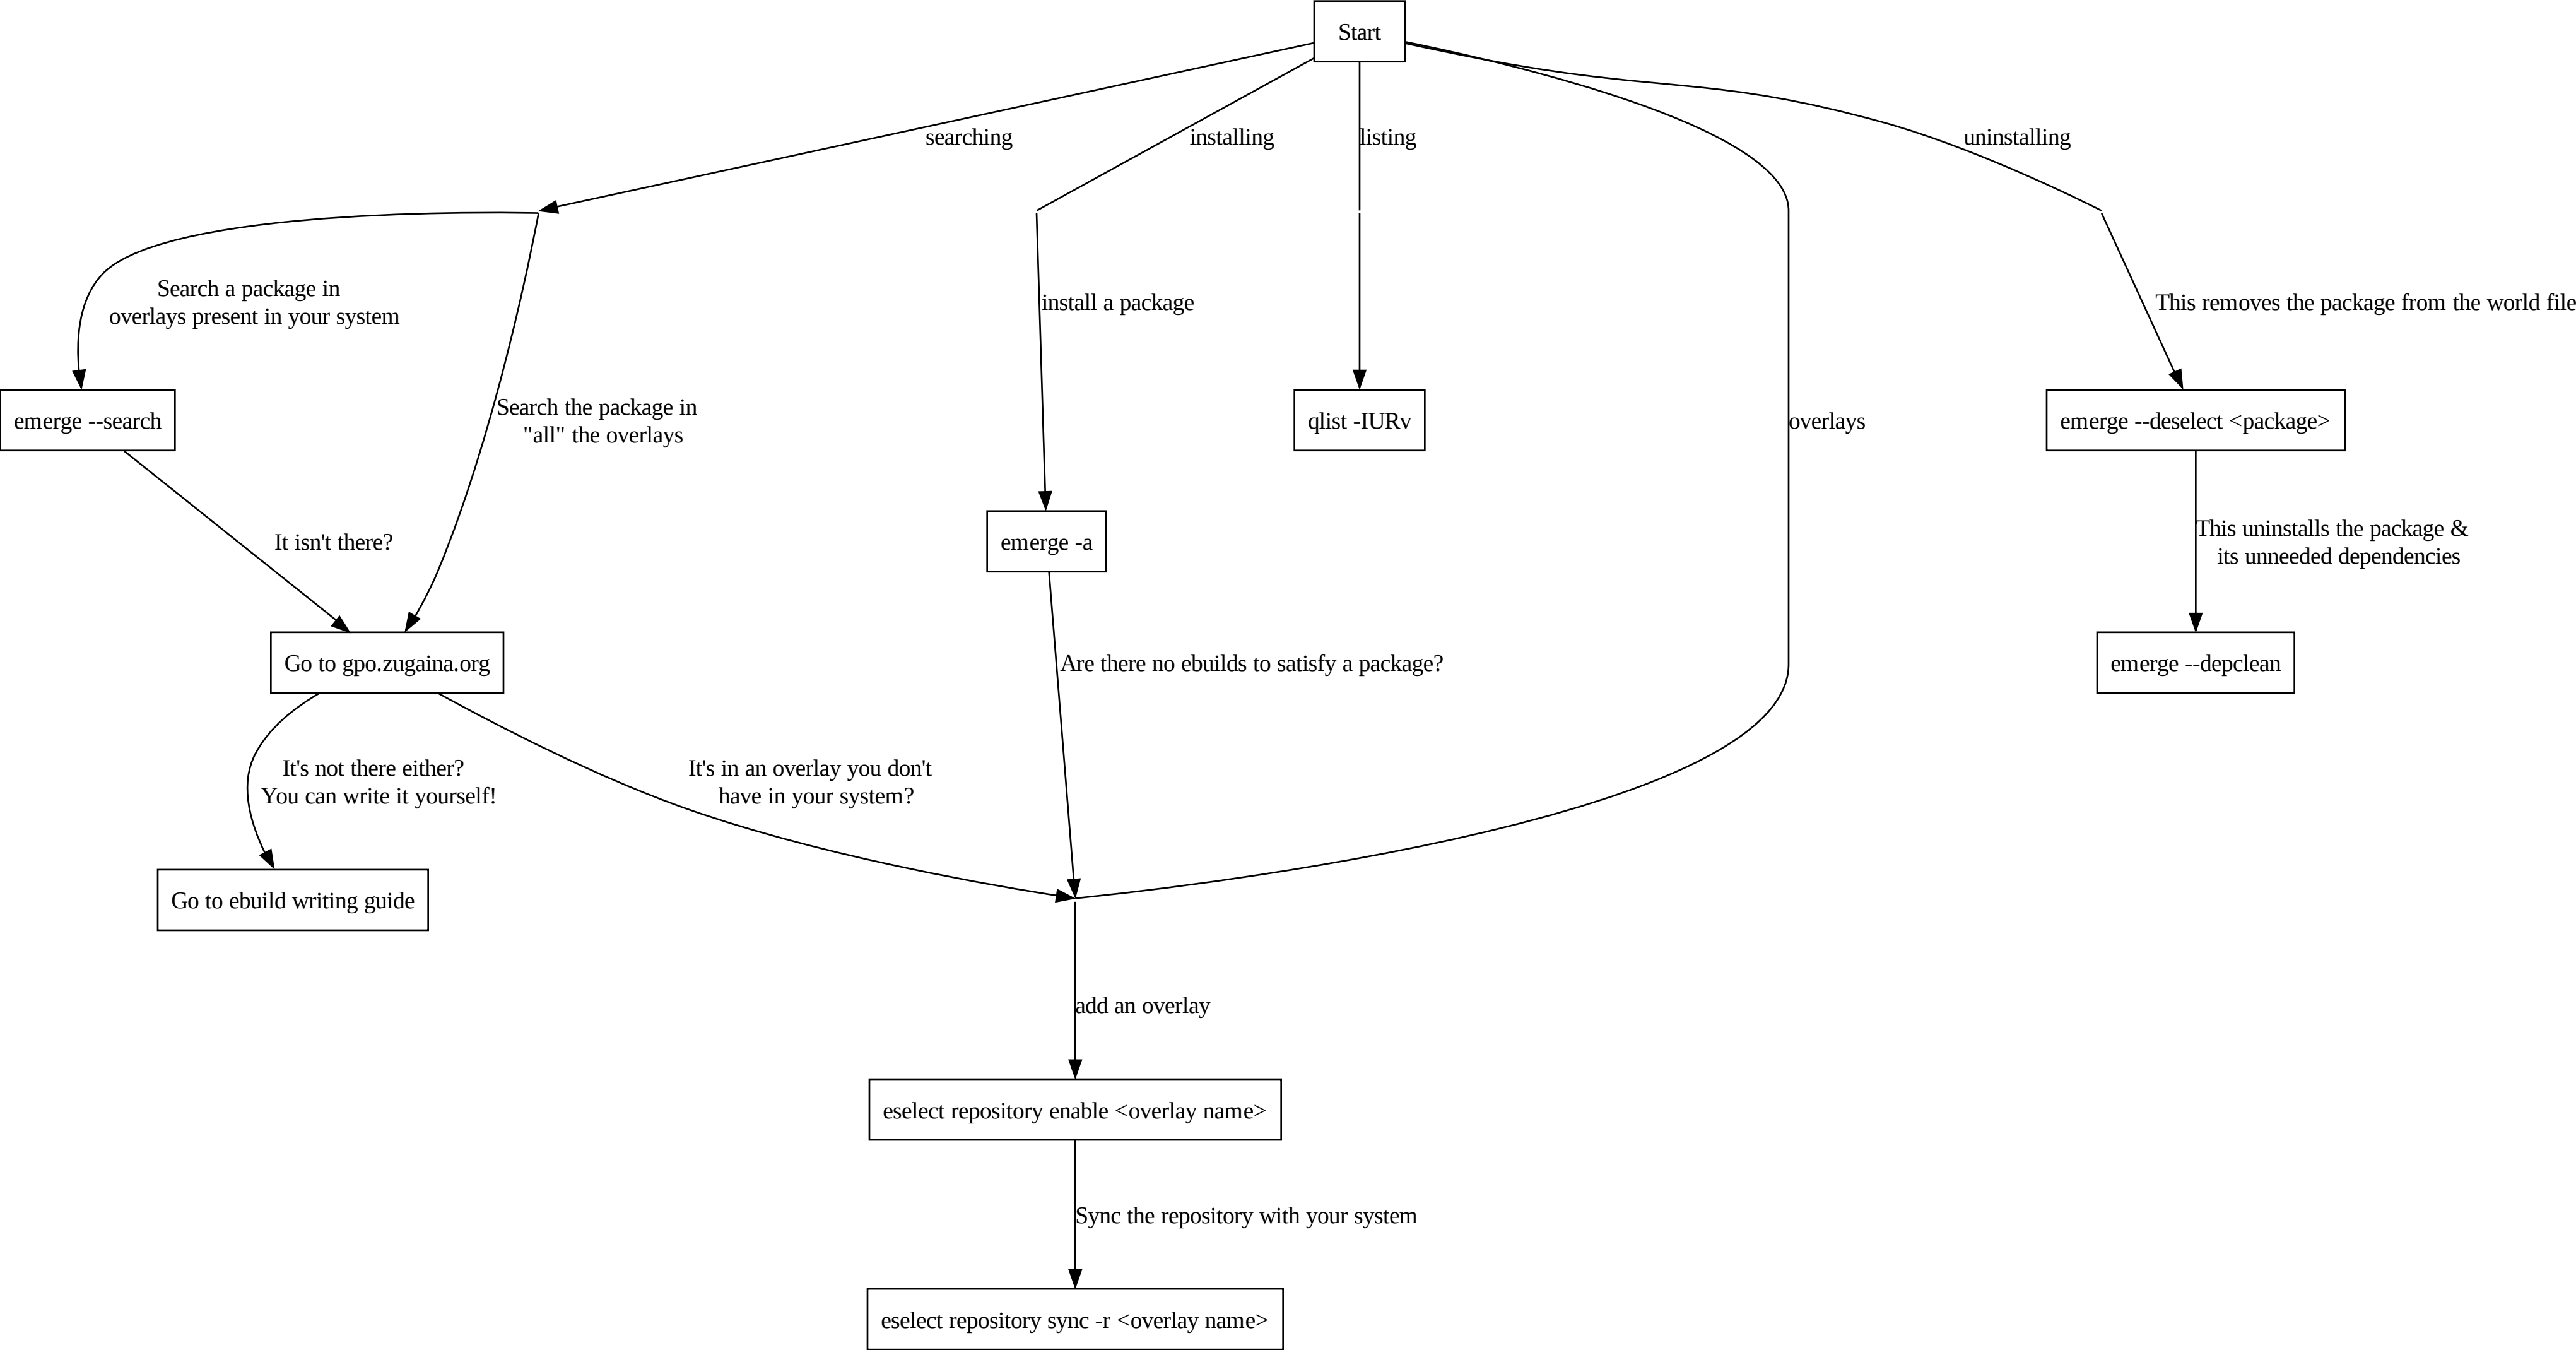 Start
searching
installing
listing
uninstalling
Search a package in
overlays present in your system
install a package
This removes the package from the world file
emerge --search
Search the package in
"all" the overlays
qlist -IURv
overlays
emerge --deselect <package>
It isn't there?
emerge -a
This uninstalls the package &
its unneeded dependencies
Go to gpo.zugaina.org
Are there no ebuilds to satisfy a package?
emerge --depclean
It's not there either?
You can write it yourself!
It's in an overlay you don't
have in your system?
Go to ebuild writing guide
add an overlay
eselect repository enable <overlay name>
Sync the repository with your system
eselect repository sync -r <overlay name>